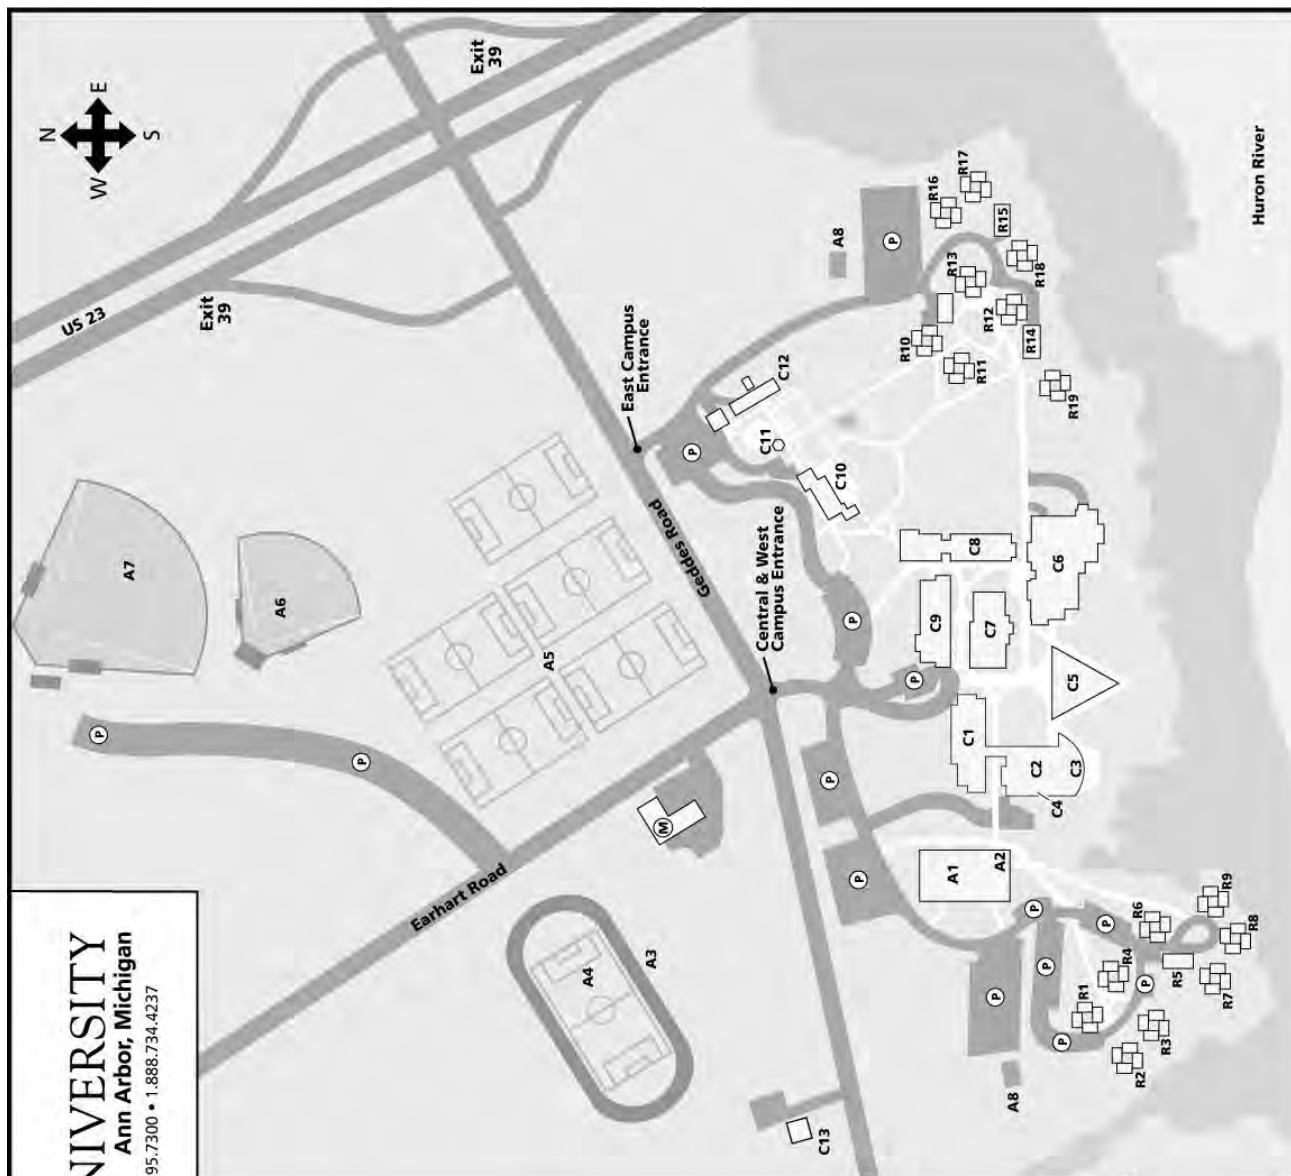 N
E
S
W
Exit
39
US 23
Exit
39
East Campus
Entrance
Central & West
Campus Entrance
Geddes Road
Earhart Road
Huron River
NIVERSITY
Ann Arbor, Michigan
95.7300 • 1.888.734.4237
A7
A6
A5
A4
A3
A8
A8
A1
A2
C1
C2
C3
C4
C5
C6
C7
C8
C9
C10
C11
C12
C13
R1
R2
R3
R4
R5
R6
R7
R8
R9
R10
R11
R12
R13
R14
R15
R16
R17
R18
R19
M
P
P
P
P
P
P
P
P
P
P
P
P
P
P